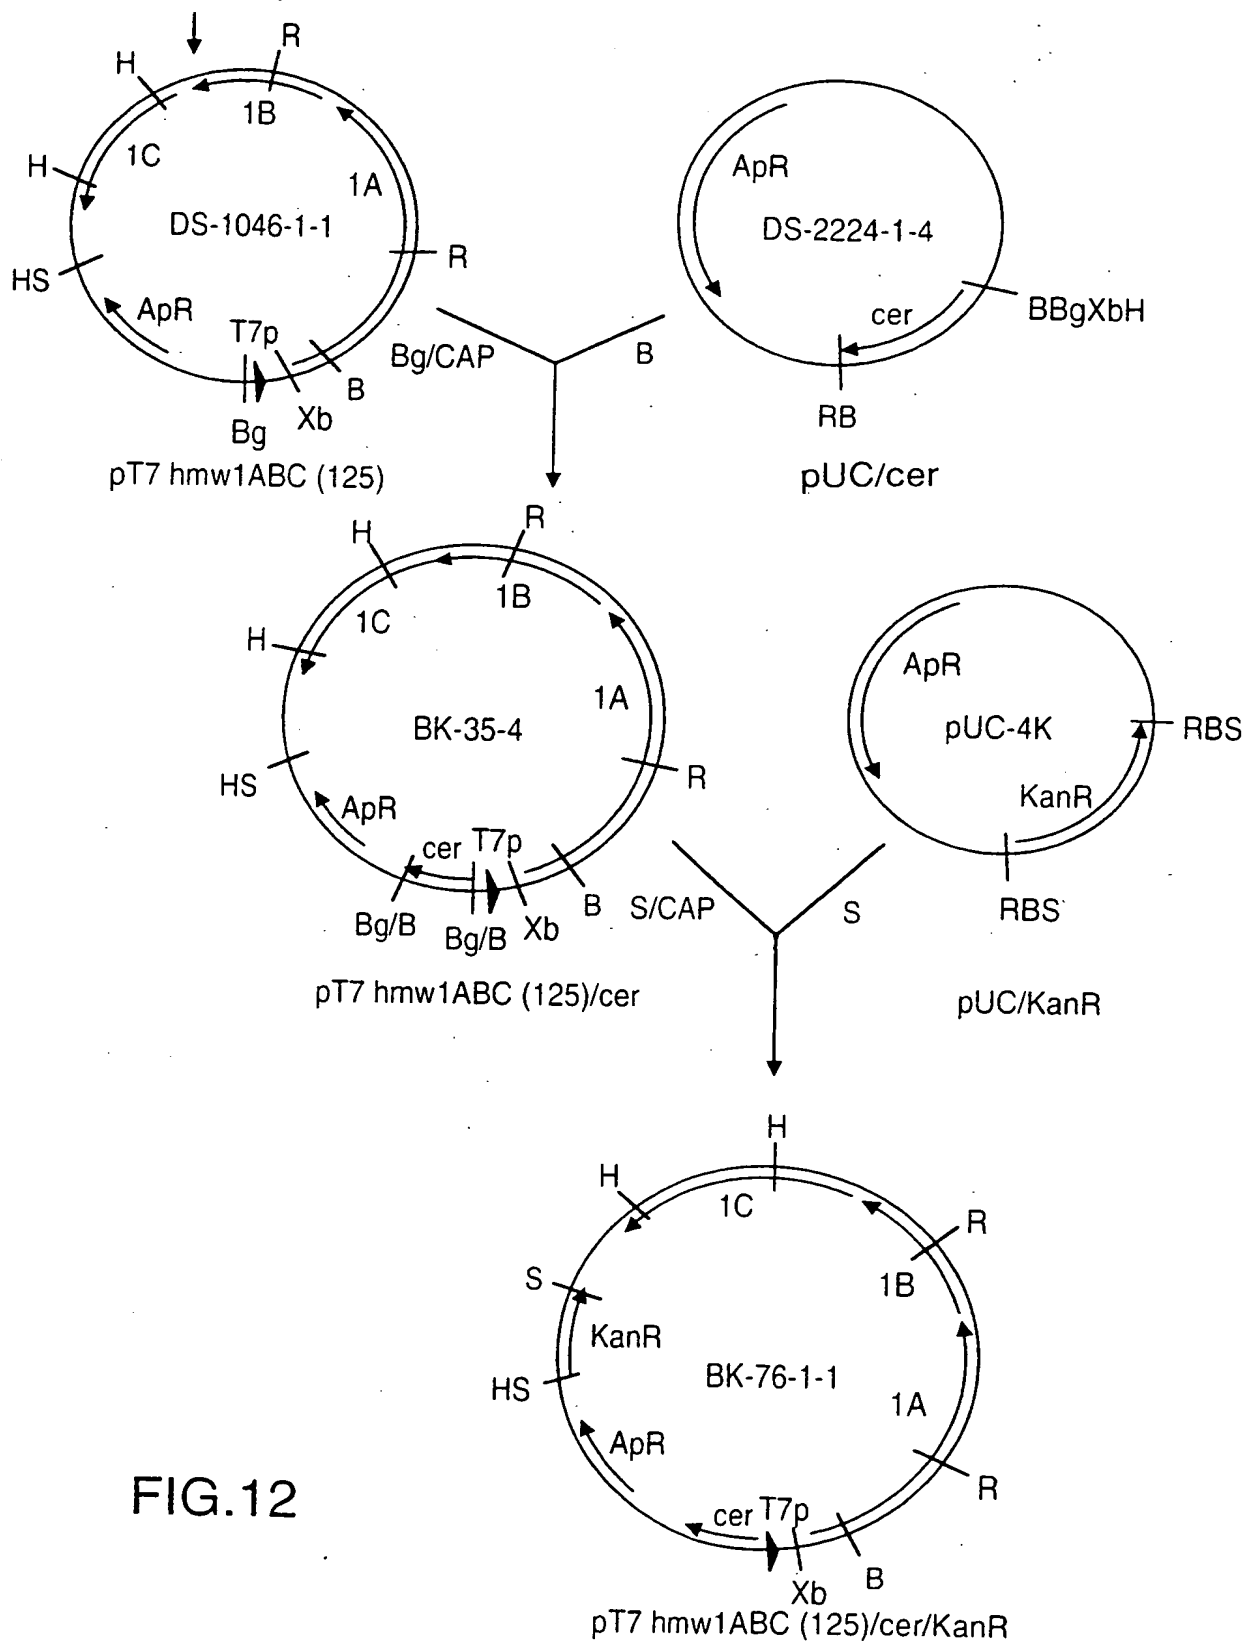 R
H
1B
1C
H
1A
ApR
DS-1046-1-1
DS-2224-1-4
R
HS
ApR
T7p
cer
BBgXbH
Bg/CAP
B
B
Xb
Bg
RB
pT7 hmw1ABC (125)
pUC/cer
R
H
1B
1C
H
ApR
1A
BK-35-4
pUC-4K
RBS
R
HS
ApR
KanR
cer
T7p
B
S/CAP
S
RBS
Bg/B
Bg/B
Xb
pT7 hmw1ABC (125)/cer
pUC/KanR
H
H
1C
R
S
1B
KanR
BK-76-1-1
HS
1A
ApR
R
FIG.12
cer
T7p
B
Xb
pT7 hmw1ABC (125)/cer/KanR